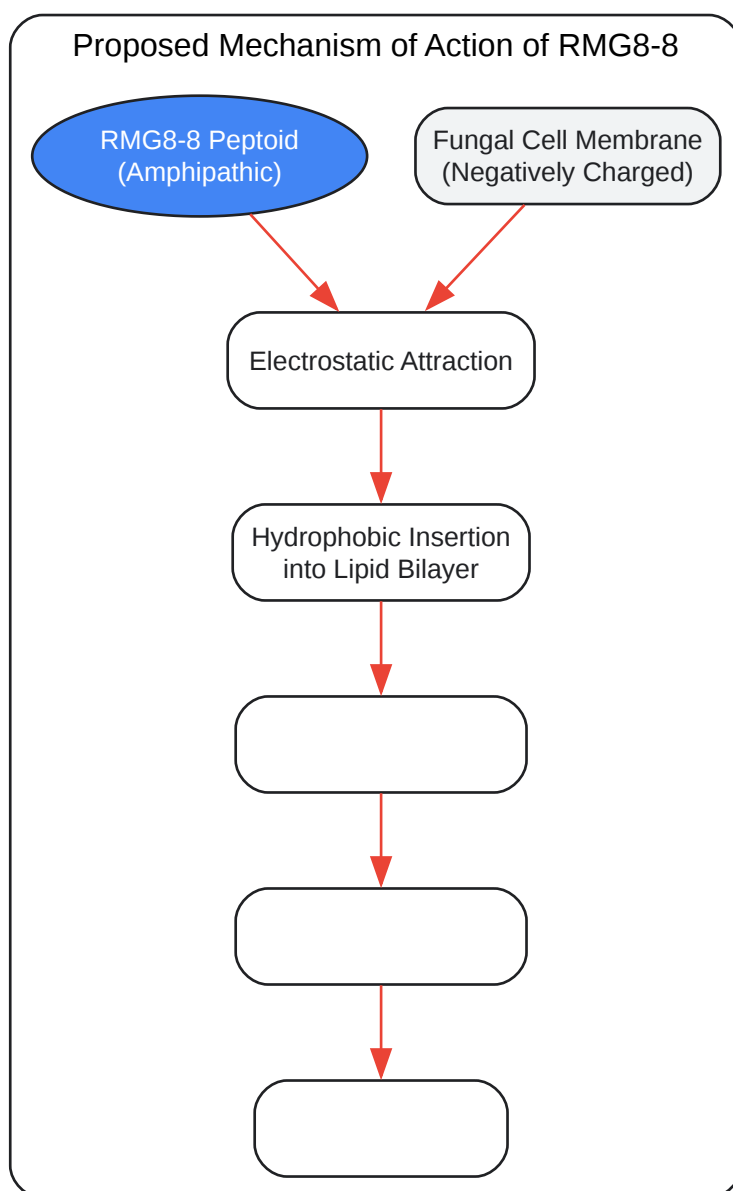 Proposed Mechanism of Action of RMG8-8
RMG8-8 Peptoid
(Amphipathic)
Fungal Cell Membrane
(Negatively Charged)
Electrostatic Attraction
Hydrophobic Insertion
into Lipid Bilayer